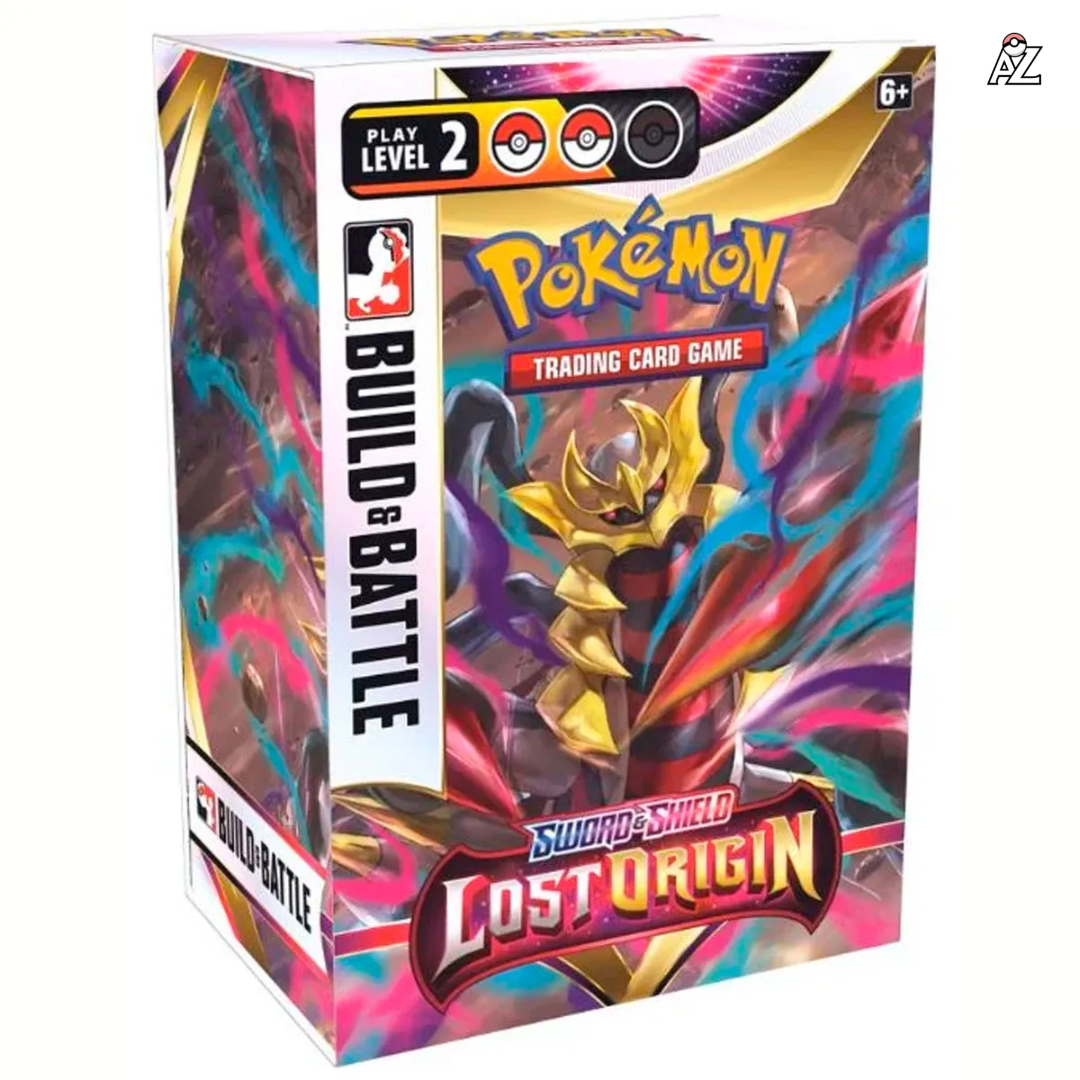 AZ
6+
PLAY
LEVEL 2
POKéMON
TRADING CARD GAME
BUILD & BATTLE
SWORD & SHIELD
LOST ORIGIN
BUILD & BATTLE